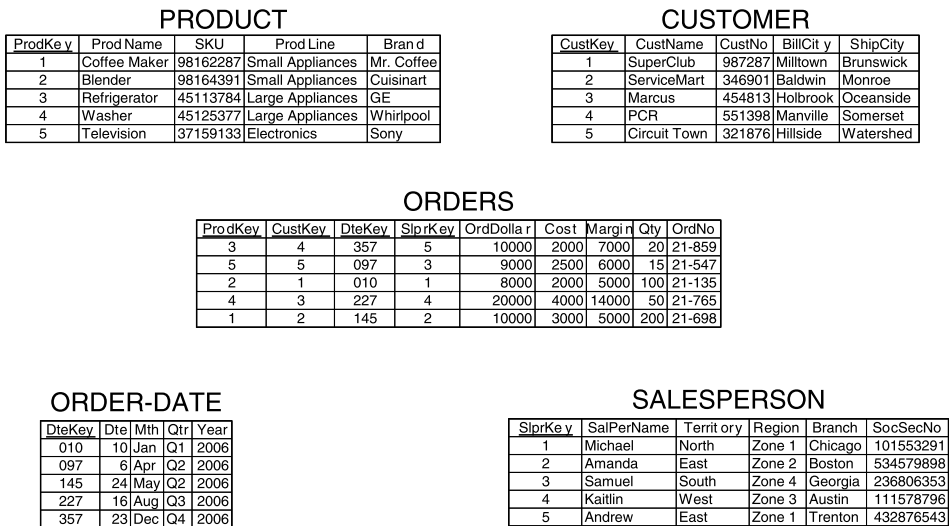 PRODUCT
ProdKey ProdName SKU ProdLine Brand
1 Coffee Maker 98162287 Small Appliances Mr. Coffee
2 Blender 98164391 Small Appliances Cuisinart
3 Refrigerator 45113784 Large Appliances GE
4 Washer 45125377 Large Appliances Whirlpool
5 Television 37159133 Electronics Sony
CUSTOMER
CustKey CustName CustNo BillCity ShipCity
1 SuperClub 987287 Milltown Brunswick
2 ServiceMart 346901 Baldwin Monroe
3 Marcus 454813 Holbrook Oceanside
4 PCR 551398 Manville Somerset
5 Circuit Town 321876 Hillside Watershed
ORDERS
ProdKey CustKey DteKey SlprKey OrdDollar Cost Margin Qty OrdNo
3 4 357 5 10000 2000 7000 20 21-859
5 5 097 3 9000 2500 6000 15 21-547
2 1 010 1 8000 2000 5000 100 21-135
4 3 227 4 20000 4000 14000 50 21-765
1 2 145 2 10000 3000 5000 200 21-698
ORDER-DATE
DteKey Dte Mth Qtr Year
010 10 Jan Q1 2006
097 6 Apr Q2 2006
145 24 May Q2 2006
227 16 Aug Q3 2006
357 23 Dec Q4 2006
SALESPERSON
SlprKey SalPerName Territory Region Branch SocSecNo
1 Michael North Zone 1 Chicago 101553291
2 Amanda East Zone 2 Boston 534579898
3 Samuel South Zone 4 Georgia 236806353
4 Kaitlin West Zone 3 Austin 111578796
5 Andrew East Zone 1 Trenton 432876543